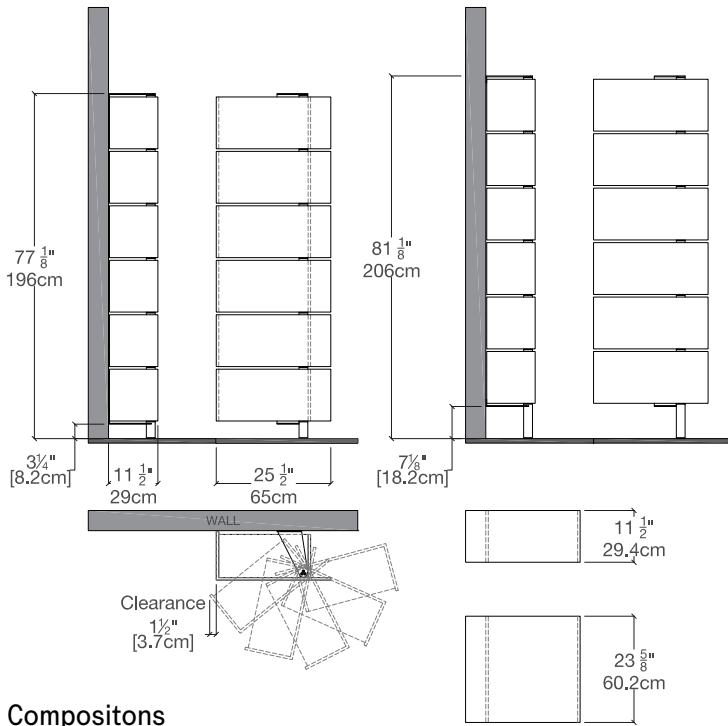 77 1/8"
196cm
3¼"
[8.2cm]
11 1/2"
29cm
25 1/2"
65cm
81 1/8"
206cm
7⅛"
[18.2cm]
WALL
Clearance
1½"
[3.7cm]
11 1/2"
29.4cm
23 5/8"
60.2cm
Compositons